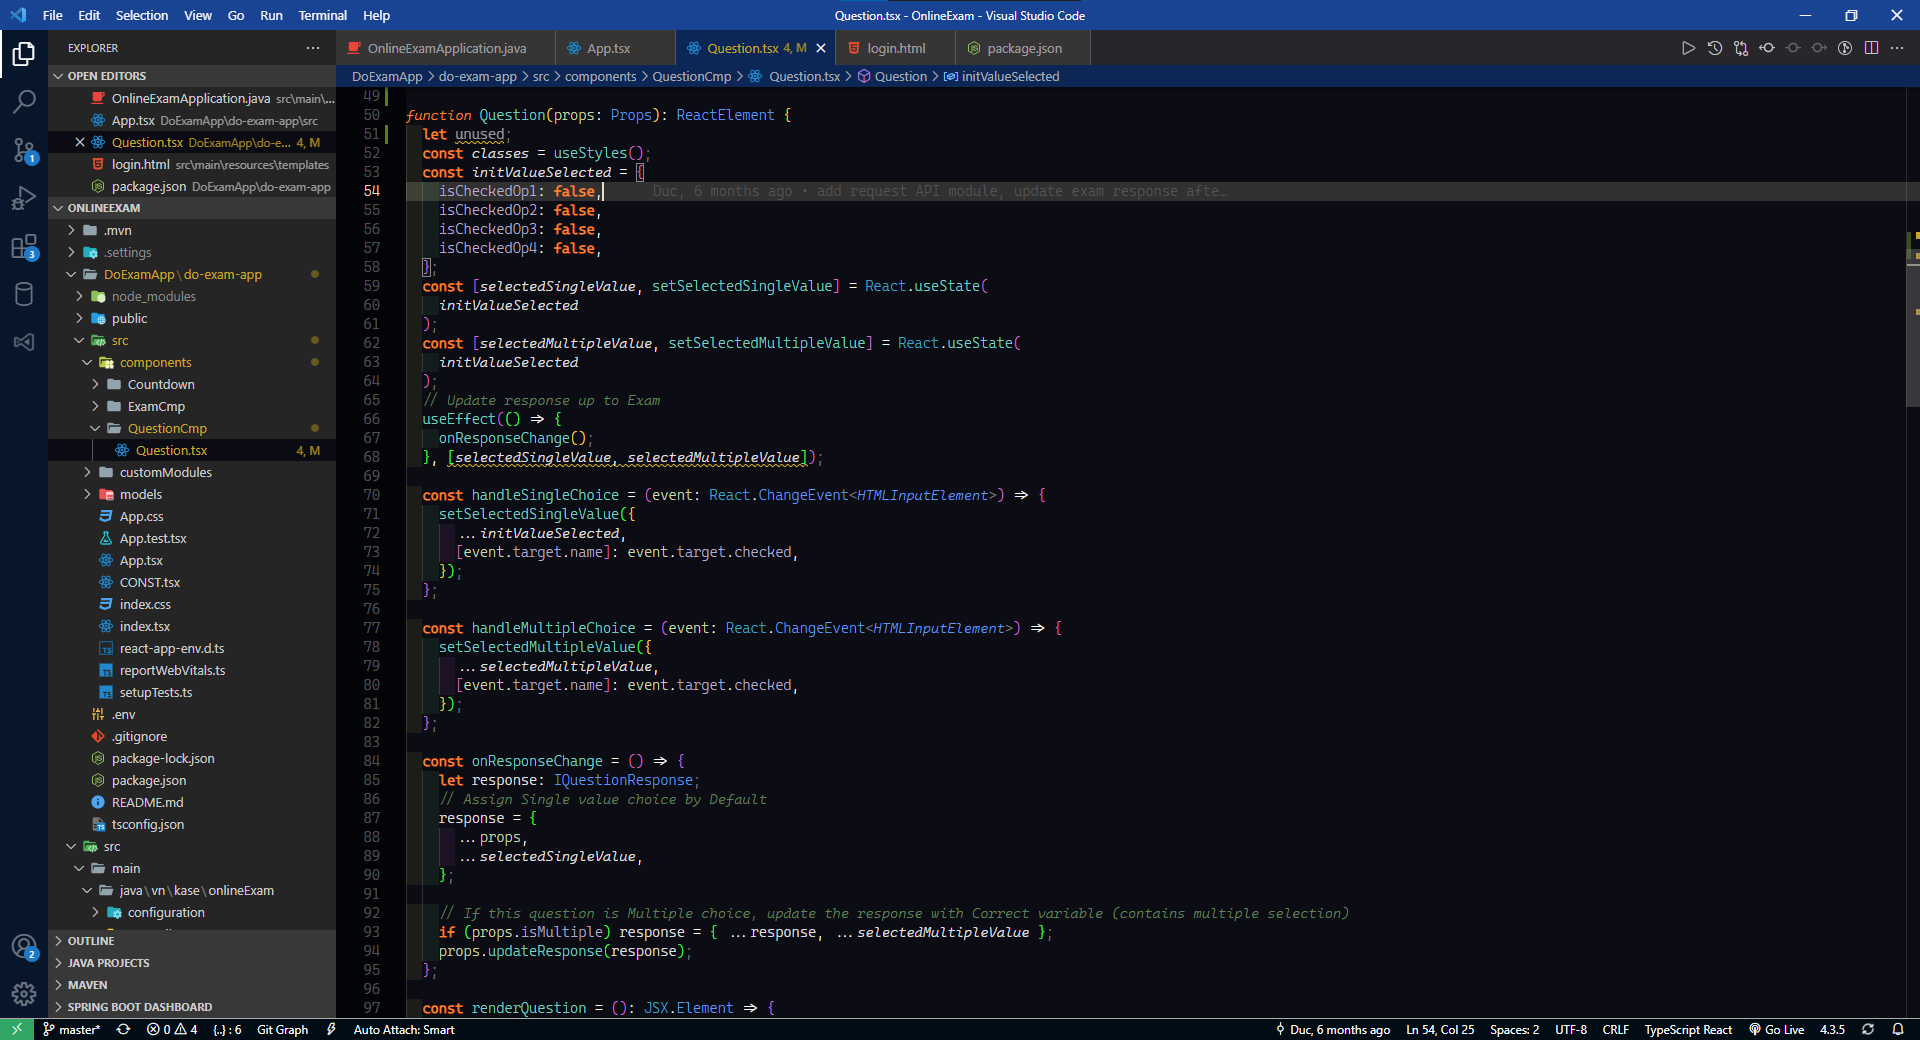 File Edit Selection View Go Run Terminal Help
Question.tsx - OnlineExam - Visual Studio Code
EXPLORER
OPEN EDITORS
OnlineExamApplication.java src\main\...
App.tsx DoExamApp\do-exam-app\src
Question.tsx DoExamApp\do-e... 4, M
login.html src\main\resources\templates
package.json DoExamApp\do-exam-app
ONLINEEXAM
.mvn
.settings
DoExamApp\do-exam-app
node_modules
public
src
components
Countdown
ExamCmp
QuestionCmp
Question.tsx 4, M
customModules
models
App.css
App.test.tsx
App.tsx
CONST.tsx
index.css
index.tsx
react-app-env.d.ts
reportWebVitals.ts
setupTests.ts
.env
.gitignore
package-lock.json
package.json
README.md
tsconfig.json
src
main
java\vn\kase\onlineExam
configuration
OUTLINE
JAVA PROJECTS
MAVEN
SPRING BOOT DASHBOARD
1
3
2
OnlineExamApplication.java App.tsx Question.tsx 4, M login.html package.json
DoExamApp > do-exam-app > src > components > QuestionCmp > Question.tsx > Question > initValueSelected
49
50 function Question(props: Props): ReactElement {
51 let unused;
52 const classes = useStyles();
53 const initValueSelected = {
54 isCheckedOp1: false, Duc, 6 months ago • add request API module, update exam response afte…
55 isCheckedOp2: false,
56 isCheckedOp3: false,
57 isCheckedOp4: false,
58 };
59 const [selectedSingleValue, setSelectedSingleValue] = React.useState(
60 initValueSelected
61 );
62 const [selectedMultipleValue, setSelectedMultipleValue] = React.useState(
63 initValueSelected
64 );
65 // Update response up to Exam
66 useEffect(() => {
67 onResponseChange();
68 }, [selectedSingleValue, selectedMultipleValue]);
69
70 const handleSingleChoice = (event: React.ChangeEvent<HTMLInputElement>) => {
71 setSelectedSingleValue({
72 ...initValueSelected,
73 [event.target.name]: event.target.checked,
74 });
75 };
76
77 const handleMultipleChoice = (event: React.ChangeEvent<HTMLInputElement>) => {
78 setSelectedMultipleValue({
79 ...selectedMultipleValue,
80 [event.target.name]: event.target.checked,
81 });
82 };
83
84 const onResponseChange = () => {
85 let response: IQuestionResponse;
86 // Assign Single value choice by Default
87 response = {
88 ...props,
89 ...selectedSingleValue,
90 };
91
92 // If this question is Multiple choice, update the response with Correct variable (contains multiple selection)
93 if (props.isMultiple) response = { ...response, ...selectedMultipleValue };
94 props.updateResponse(response);
95 };
96
97 const renderQuestion = (): JSX.Element => {
master* 0 4 {..} : 6 Git Graph Auto Attach: Smart
Duc, 6 months ago Ln 54, Col 25 Spaces: 2 UTF-8 CRLF TypeScript React Go Live 4.3.5